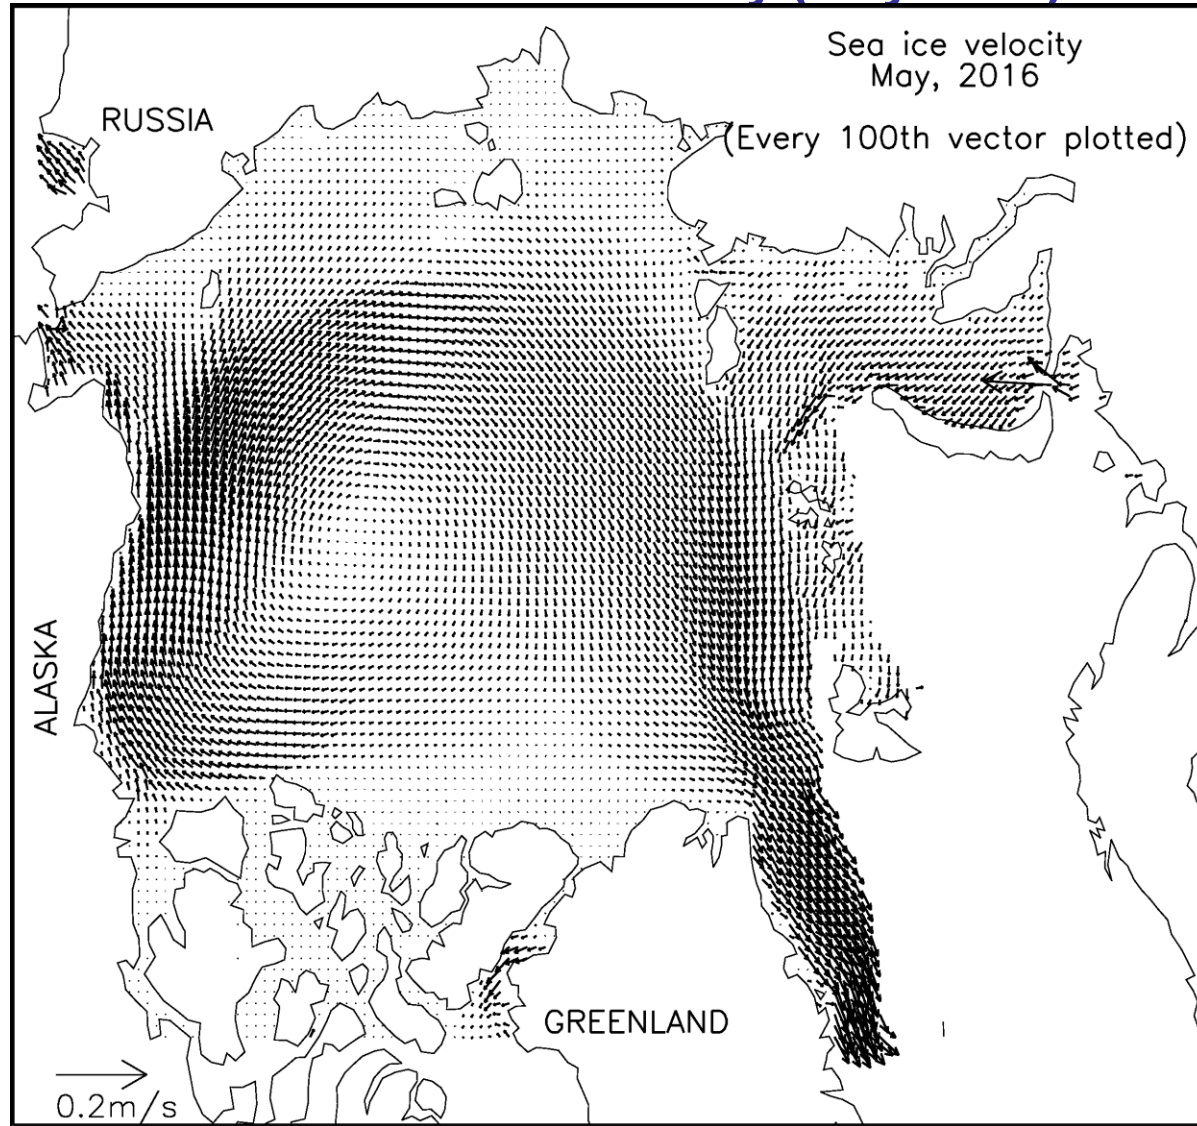 Sea ice velocity
May, 2016
(Every 100th vector plotted)
RUSSIA
ALASKA
GREENLAND
0.2m/s